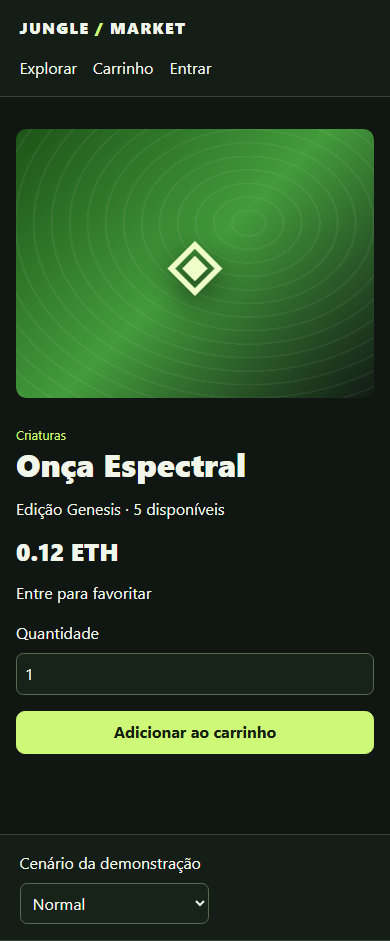 JUNGLE / MARKET
Explorar Carrinho Entrar
Criaturas
Onça Espectral
Edição Genesis · 5 disponíveis
0.12 ETH
Entre para favoritar
Quantidade
1
Adicionar ao carrinho
Cenário da demonstração
Normal